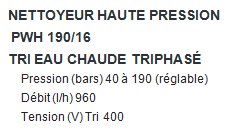 NETTOYEUR HAUTE PRESSION
PWH 190/16
TRI EAU CHAUDE TRIPHASÉ
Pression (bars) 40 à 190 (réglable)
Débit (l/h) 960
Tension (V) Tri 400